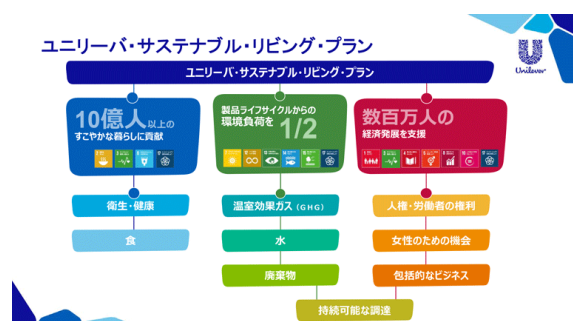 ユニリーバ・サステナブル・リビング・プラン
Unilever
ユニリーバ・サステナブル・リビング・プラン
10億人以上の
すこやかな暮らしに貢献
製品ライフサイクルからの
環境負荷を
1/2
数百万人の
経済発展を支援
衛生・健康
食
温室効果ガス（GHG）
水
廃棄物
人権・労働者の権利
女性のための機会
包括的なビジネス
持続可能な調達